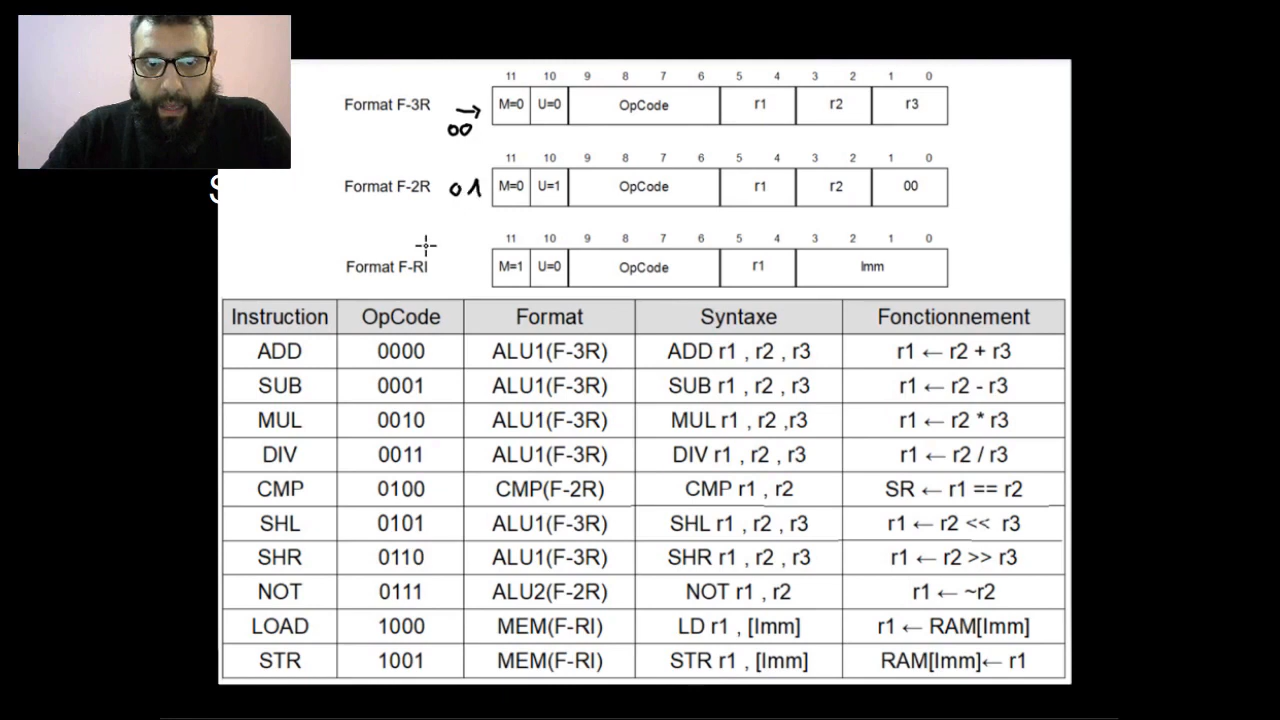 11 10 9 8 7 6 5 4 3 2 1 0
Format F-3R → M=0 U=0 OpCode r1 r2 r3
00
11 10 9 8 7 6 5 4 3 2 1 0
Format F-2R 01 M=0 U=1 OpCode r1 r2 00
S
11 10 9 8 7 6 5 4 3 2 1 0
Format F-RI M=1 U=0 OpCode r1 Imm
Instruction OpCode Format Syntaxe Fonctionnement
ADD 0000 ALU1(F-3R) ADD r1 , r2 , r3 r1 ← r2 + r3
SUB 0001 ALU1(F-3R) SUB r1 , r2 , r3 r1 ← r2 - r3
MUL 0010 ALU1(F-3R) MUL r1 , r2 ,r3 r1 ← r2 * r3
DIV 0011 ALU1(F-3R) DIV r1 , r2 , r3 r1 ← r2 / r3
CMP 0100 CMP(F-2R) CMP r1 , r2 SR ← r1 == r2
SHL 0101 ALU1(F-3R) SHL r1 , r2 , r3 r1 ← r2 << r3
SHR 0110 ALU1(F-3R) SHR r1 , r2 , r3 r1 ← r2 >> r3
NOT 0111 ALU2(F-2R) NOT r1 , r2 r1 ← ~r2
LOAD 1000 MEM(F-RI) LD r1 , [Imm] r1 ← RAM[Imm]
STR 1001 MEM(F-RI) STR r1 , [Imm] RAM[Imm]← r1